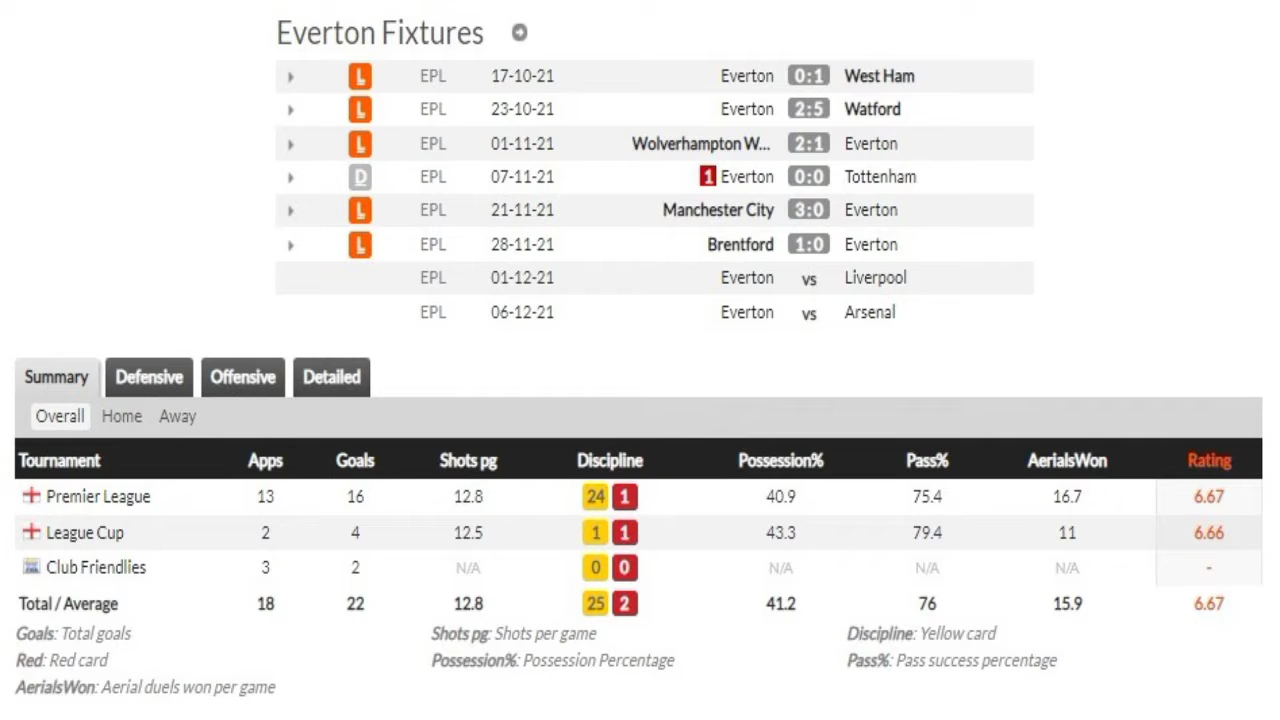 Everton Fixtures
L EPL 17-10-21 Everton 0:1 West Ham
L EPL 23-10-21 Everton 2:5 Watford
L EPL 01-11-21 Wolverhampton W... 2:1 Everton
D EPL 07-11-21 1 Everton 0:0 Tottenham
L EPL 21-11-21 Manchester City 3:0 Everton
L EPL 28-11-21 Brentford 1:0 Everton
EPL 01-12-21 Everton vs Liverpool
EPL 06-12-21 Everton vs Arsenal
Summary Defensive Offensive Detailed
Overall Home Away
Tournament Apps Goals Shots pg Discipline Possession% Pass% AerialsWon Rating
Premier League 13 16 12.8 24 1 40.9 75.4 16.7 6.67
League Cup 2 4 12.5 1 1 43.3 79.4 11 6.66
Club Friendlies 3 2 N/A 0 0 N/A N/A N/A -
Total / Average 18 22 12.8 25 2 41.2 76 15.9 6.67
Goals: Total goals Shots pg: Shots per game Discipline: Yellow card
Red: Red card Possession%: Possession Percentage Pass%: Pass success percentage
AerialsWon: Aerial duels won per game